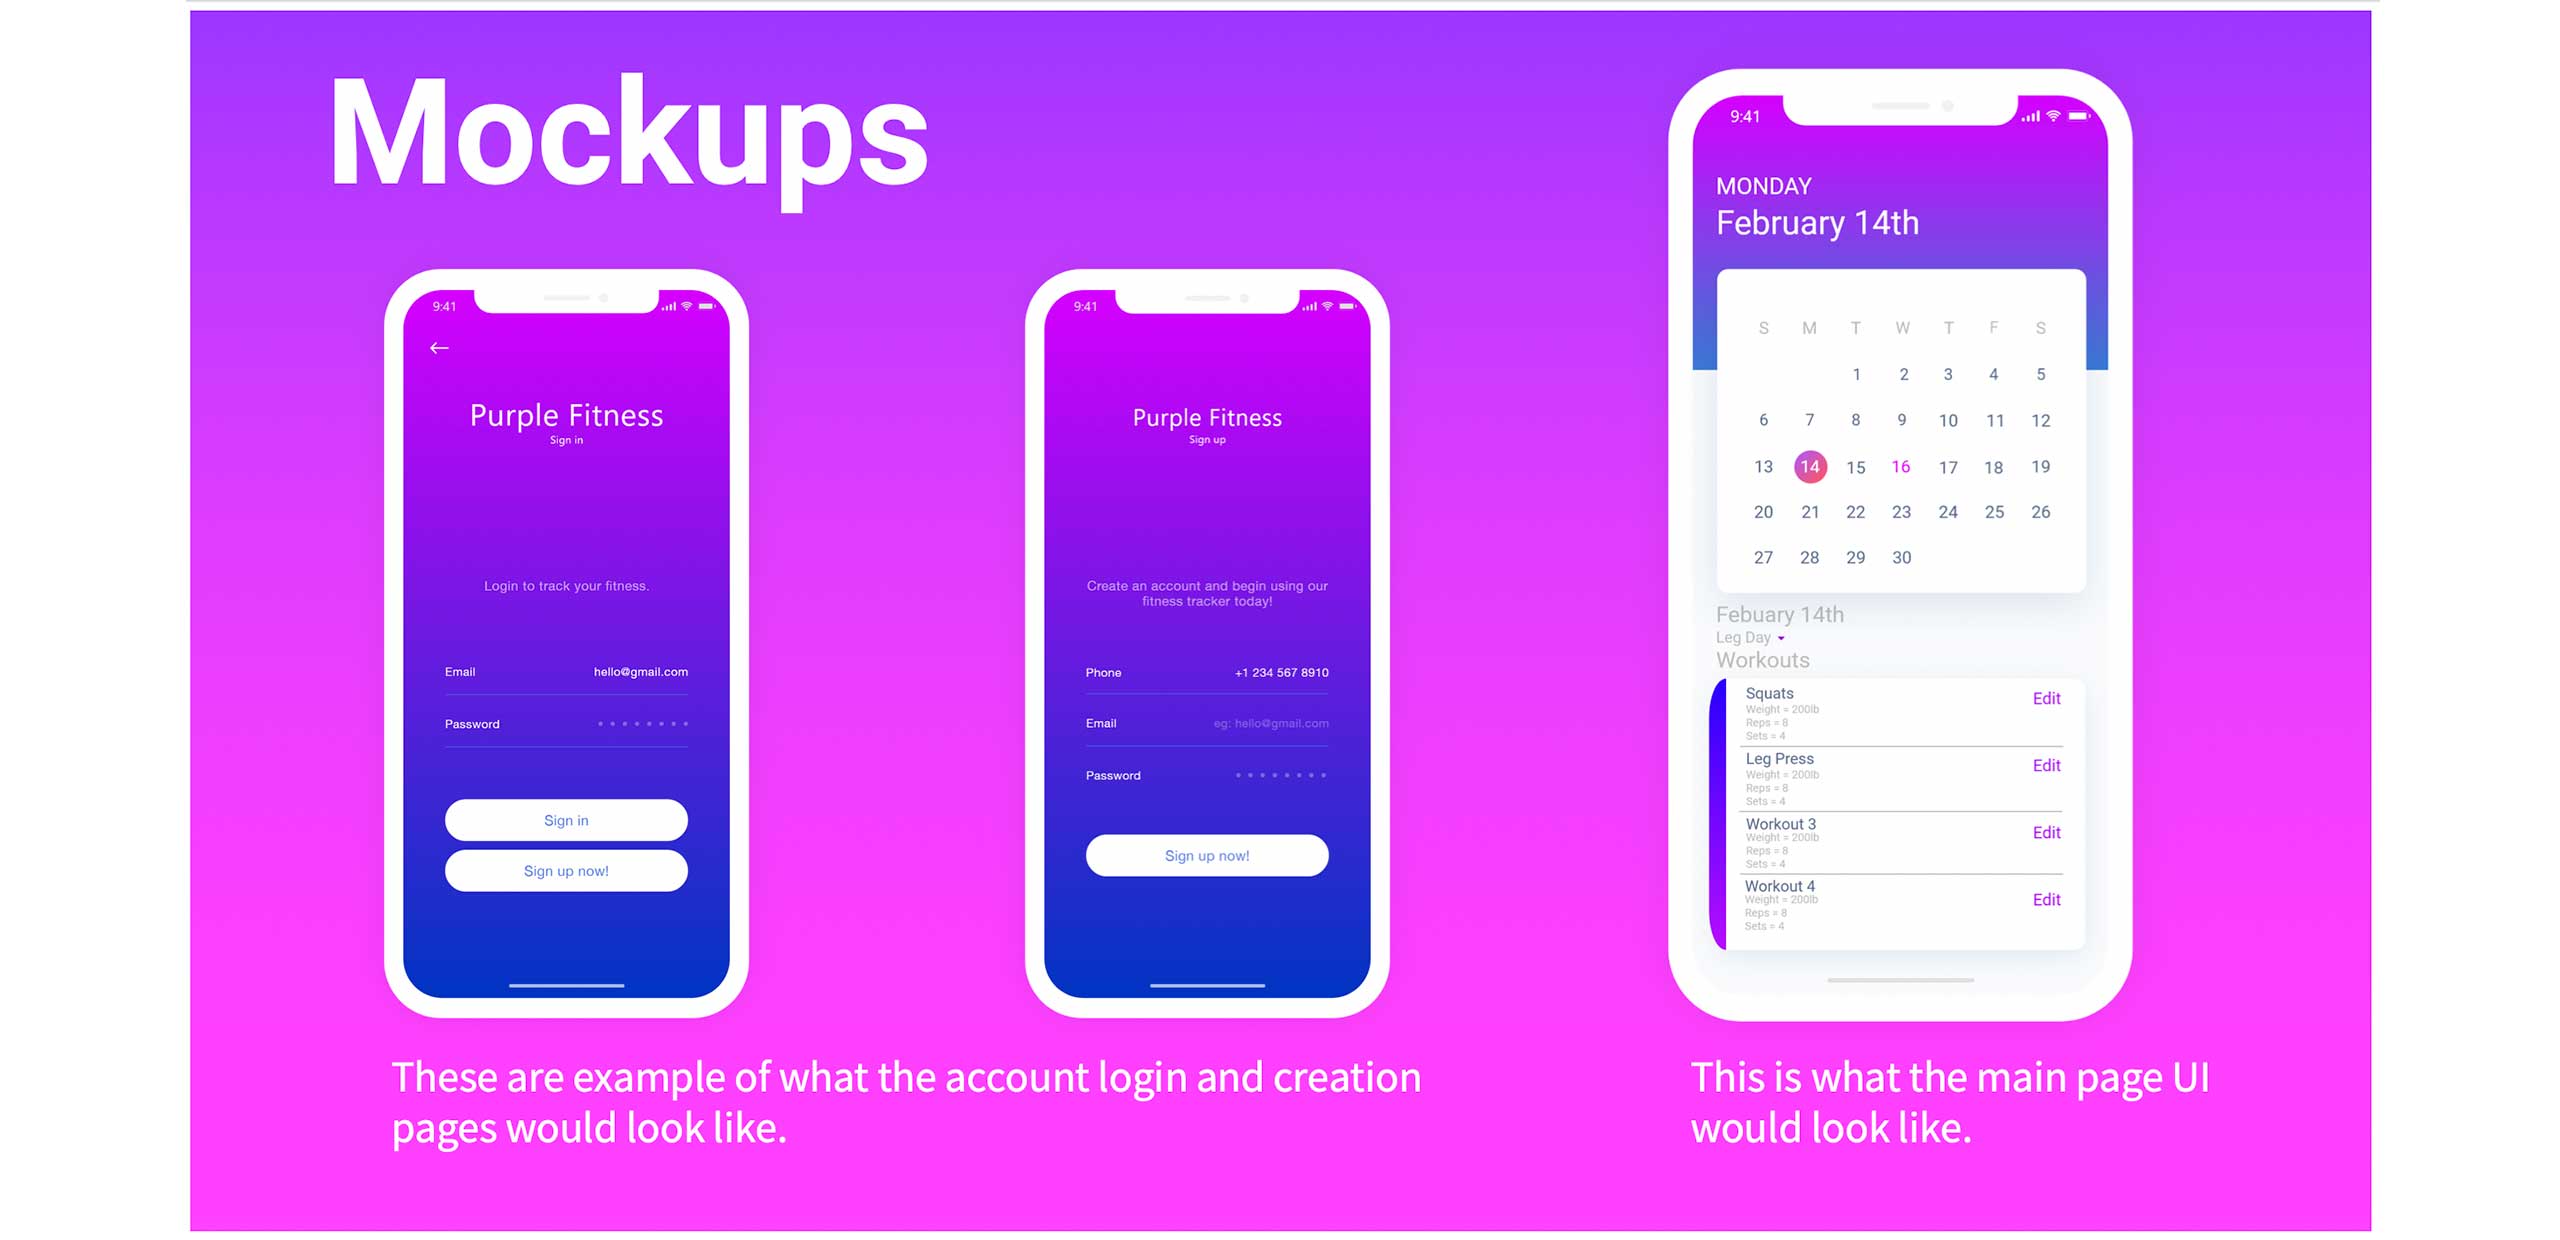 Mockups
9:41
Purple Fitness
Sign in
Login to track your fitness.
Email hello@gmail.com
Password
Sign in
Sign up now!
9:41
Purple Fitness
Sign up
Create an account and begin using our
fitness tracker today!
Phone +1 234 567 8910
Email eg: hello@gmail.com
Password
Sign up now!
These are example of what the account login and creation
pages would look like.
9:41
MONDAY
February 14th
S M T W T F S
1 2 3 4 5
6 7 8 9 10 11 12
13 14 15 16 17 18 19
20 21 22 23 24 25 26
27 28 29 30
Febuary 14th
Leg Day
Workouts
Squats Edit
Weight = 200lb
Reps = 8
Sets = 4
Leg Press Edit
Weight = 200lb
Reps = 8
Sets = 4
Workout 3 Edit
Weight = 200lb
Reps = 8
Sets = 4
Workout 4 Edit
Weight = 200lb
Reps = 8
Sets = 4
This is what the main page UI
would look like.